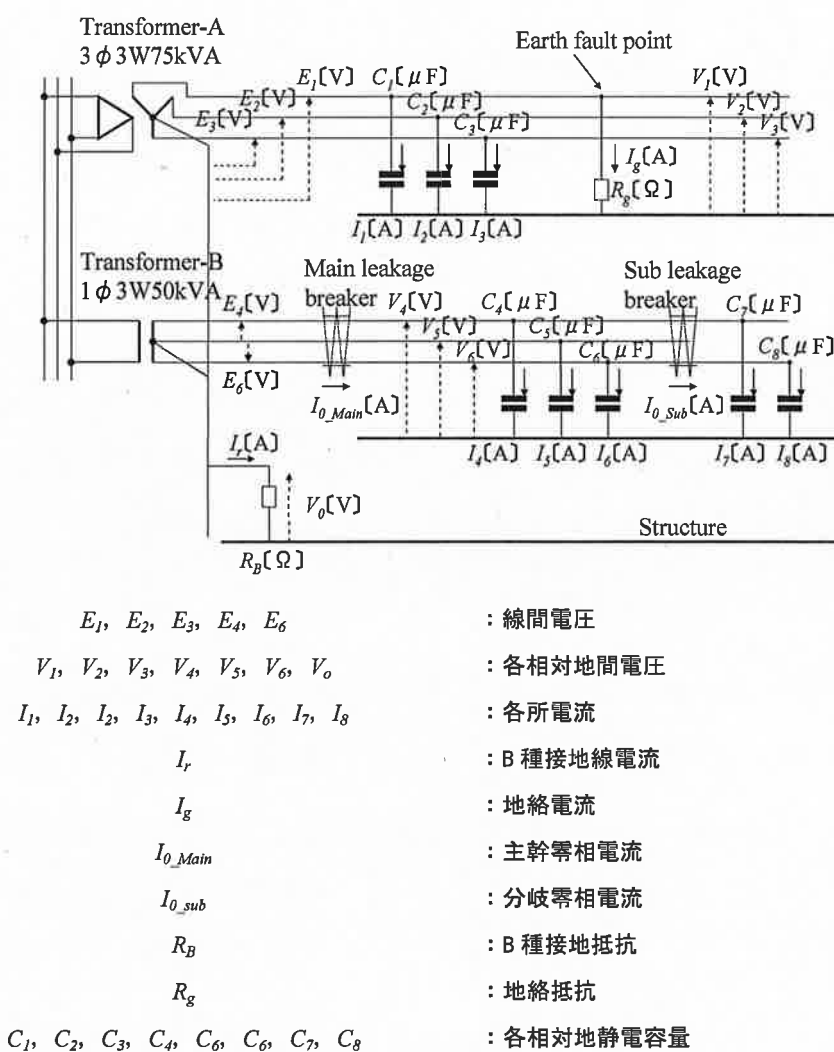 Transformer-A
3φ3W75kVA
Earth fault point
E1[V]
C1[μF]
V1[V]
E2[V]
C2[μF]
V2[V]
E3[V]
C3[μF]
V3[V]
Ig[A]
Rg[Ω]
I1[A] I2[A] I3[A]
Transformer-B
1φ3W50kVA
Main leakage
breaker
Sub leakage
breaker
E4[V]
V4[V]
C4[μF]
C7[μF]
V5[V]
C5[μF]
V6[V]
C6[μF]
C8[μF]
E6[V]
I0_Main[A]
I0_Sub[A]
I4[A] I5[A] I6[A]
I7[A] I8[A]
Ir[A]
V0[V]
Structure
RB[Ω]
E1, E2, E3, E4, E6 :線間電圧
V1, V2, V3, V4, V5, V6, Vo :各相対地間電圧
I1, I2, I2, I3, I4, I5, I6, I7, I8 :各所電流
Ir :B種接地線電流
Ig :地絡電流
I0_Main :主幹零相電流
I0_sub :分岐零相電流
RB :B種接地抵抗
Rg :地絡抵抗
C1, C2, C3, C4, C6, C6, C7, C8 :各相対地静電容量